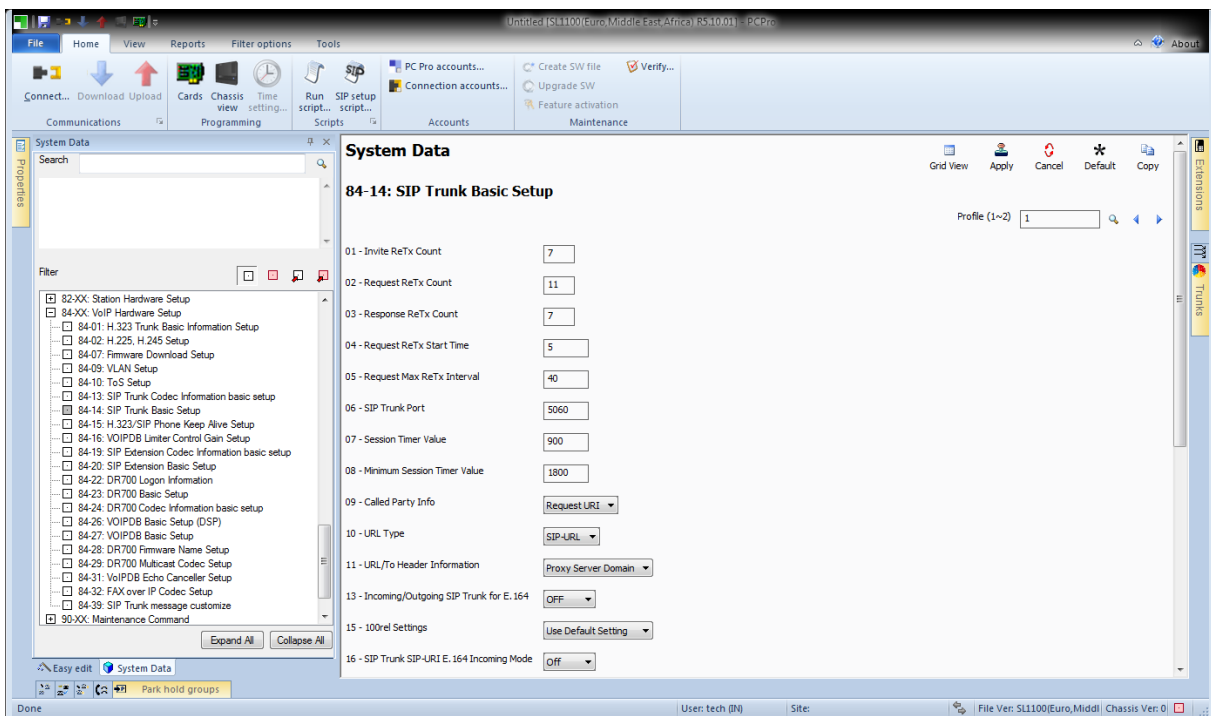 Untitled [SL1100(Euro,Middle East,Africa) R5.10.01] - PCPro
File Home View Reports Filter options Tools About
Connect... Download Upload
Communications
Cards Chassis view Time setting...
Programming
Run script... SIP setup script...
Scripts
PC Pro accounts...
Connection accounts...
Accounts
Create SW file
Upgrade SW
Feature activation
Verify...
Maintenance
Properties
System Data
Search
Filter
82-XX: Station Hardware Setup
84-XX: VoIP Hardware Setup
84-01: H.323 Trunk Basic Information Setup
84-02: H.225, H.245 Setup
84-07: Firmware Download Setup
84-09: VLAN Setup
84-10: ToS Setup
84-13: SIP Trunk Codec Information basic setup
84-14: SIP Trunk Basic Setup
84-15: H.323/SIP Phone Keep Alive Setup
84-16: VOIPDB Limiter Control Gain Setup
84-19: SIP Extension Codec Information basic setup
84-20: SIP Extension Basic Setup
84-22: DR700 Logon Information
84-23: DR700 Basic Setup
84-24: DR700 Codec Information basic setup
84-26: VOIPDB Basic Setup (DSP)
84-27: VOIPDB Basic Setup
84-28: DR700 Firmware Name Setup
84-29: DR700 Multicast Codec Setup
84-31: VoIPDB Echo Canceller Setup
84-32: FAX over IP Codec Setup
84-39: SIP Trunk message customize
90-XX: Maintenance Command
Expand All Collapse All
Easy edit System Data
Park hold groups
System Data
Grid View Apply Cancel Default Copy
84-14: SIP Trunk Basic Setup
Profile (1~2) 1
01 - Invite ReTx Count 7
02 - Request ReTx Count 11
03 - Response ReTx Count 7
04 - Request ReTx Start Time 5
05 - Request Max ReTx Interval 40
06 - SIP Trunk Port 5060
07 - Session Timer Value 900
08 - Minimum Session Timer Value 1800
09 - Called Party Info Request URI
10 - URL Type SIP-URL
11 - URL/To Header Information Proxy Server Domain
13 - Incoming/Outgoing SIP Trunk for E.164 OFF
15 - 100rel Settings Use Default Setting
16 - SIP Trunk SIP-URI E.164 Incoming Mode Off
Extensions
Trunks
Done User: tech (IN) Site: File Ver: SL1100(Euro,Middl Chassis Ver: 0